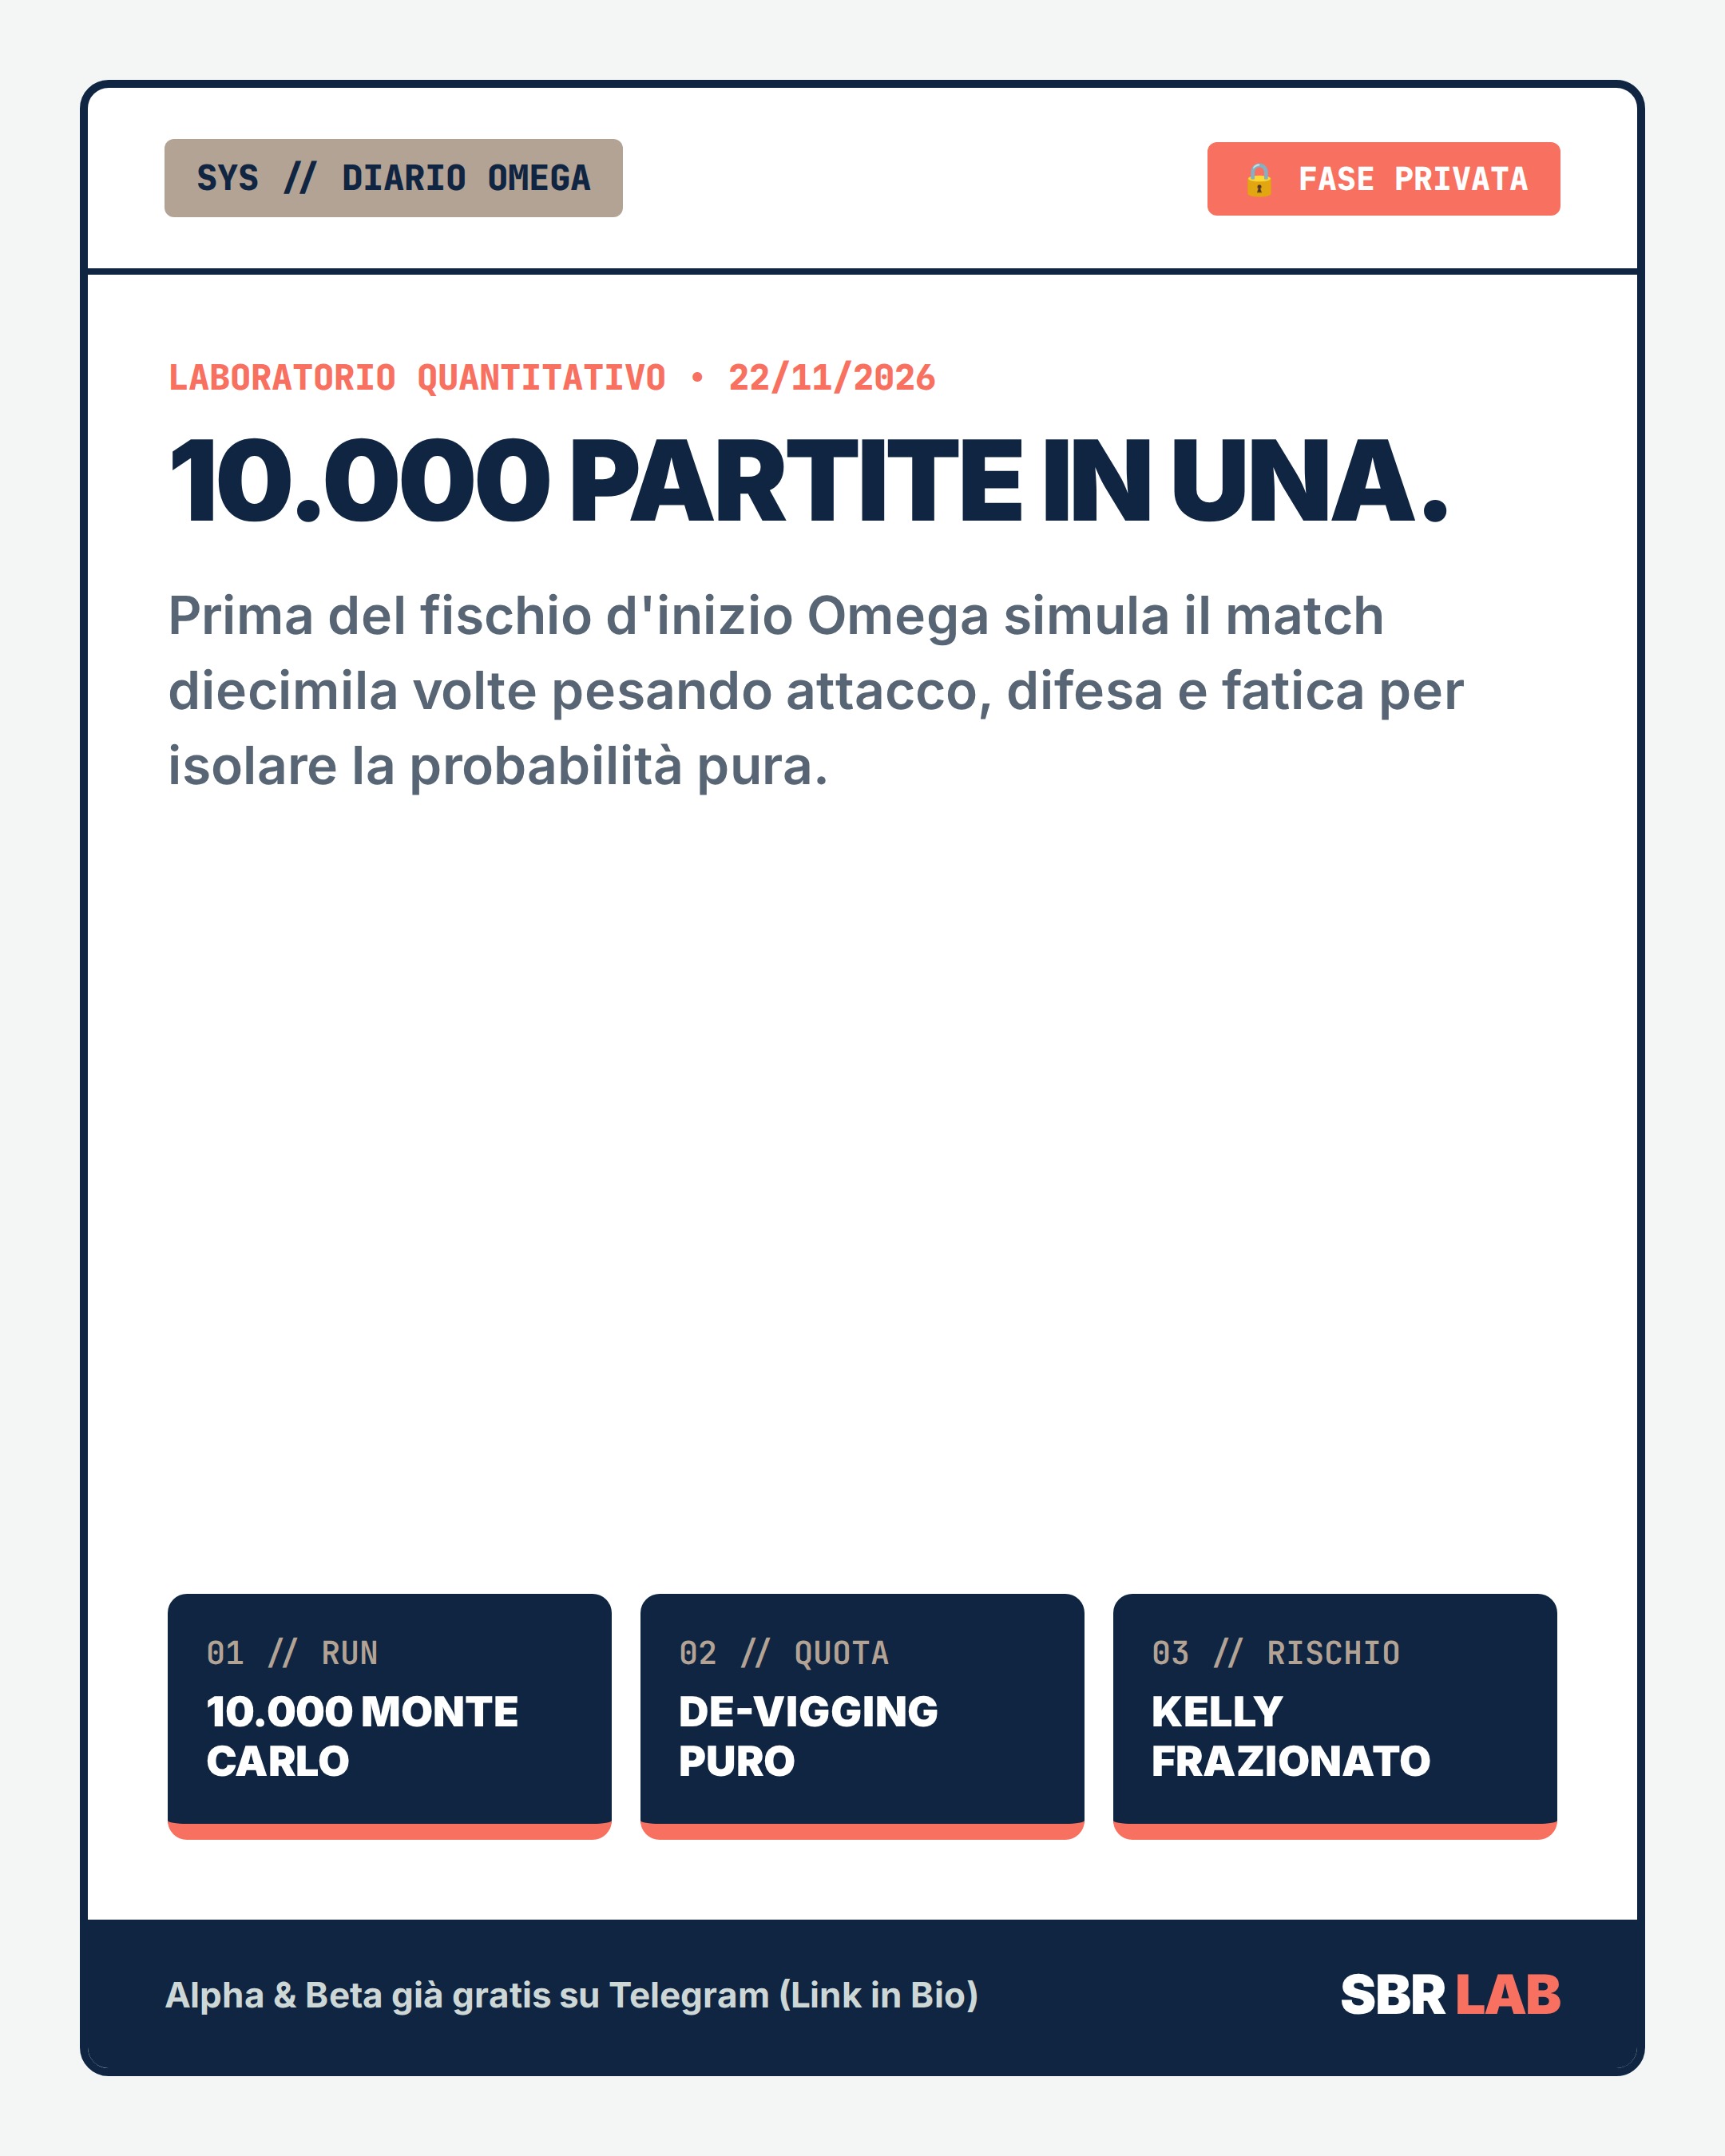 SYS // DIARIO OMEGA
🔒 FASE PRIVATA
LABORATORIO QUANTITATIVO • 22/11/2026
10.000 PARTITE IN UNA.
Prima del fischio d'inizio Omega simula il match
diecimila volte pesando attacco, difesa e fatica per
isolare la probabilità pura.
01 // RUN
10.000 MONTE
CARLO
02 // QUOTA
DE-VIGGING
PURO
03 // RISCHIO
KELLY
FRAZIONATO
Alpha & Beta già gratis su Telegram (Link in Bio)
SBR LAB